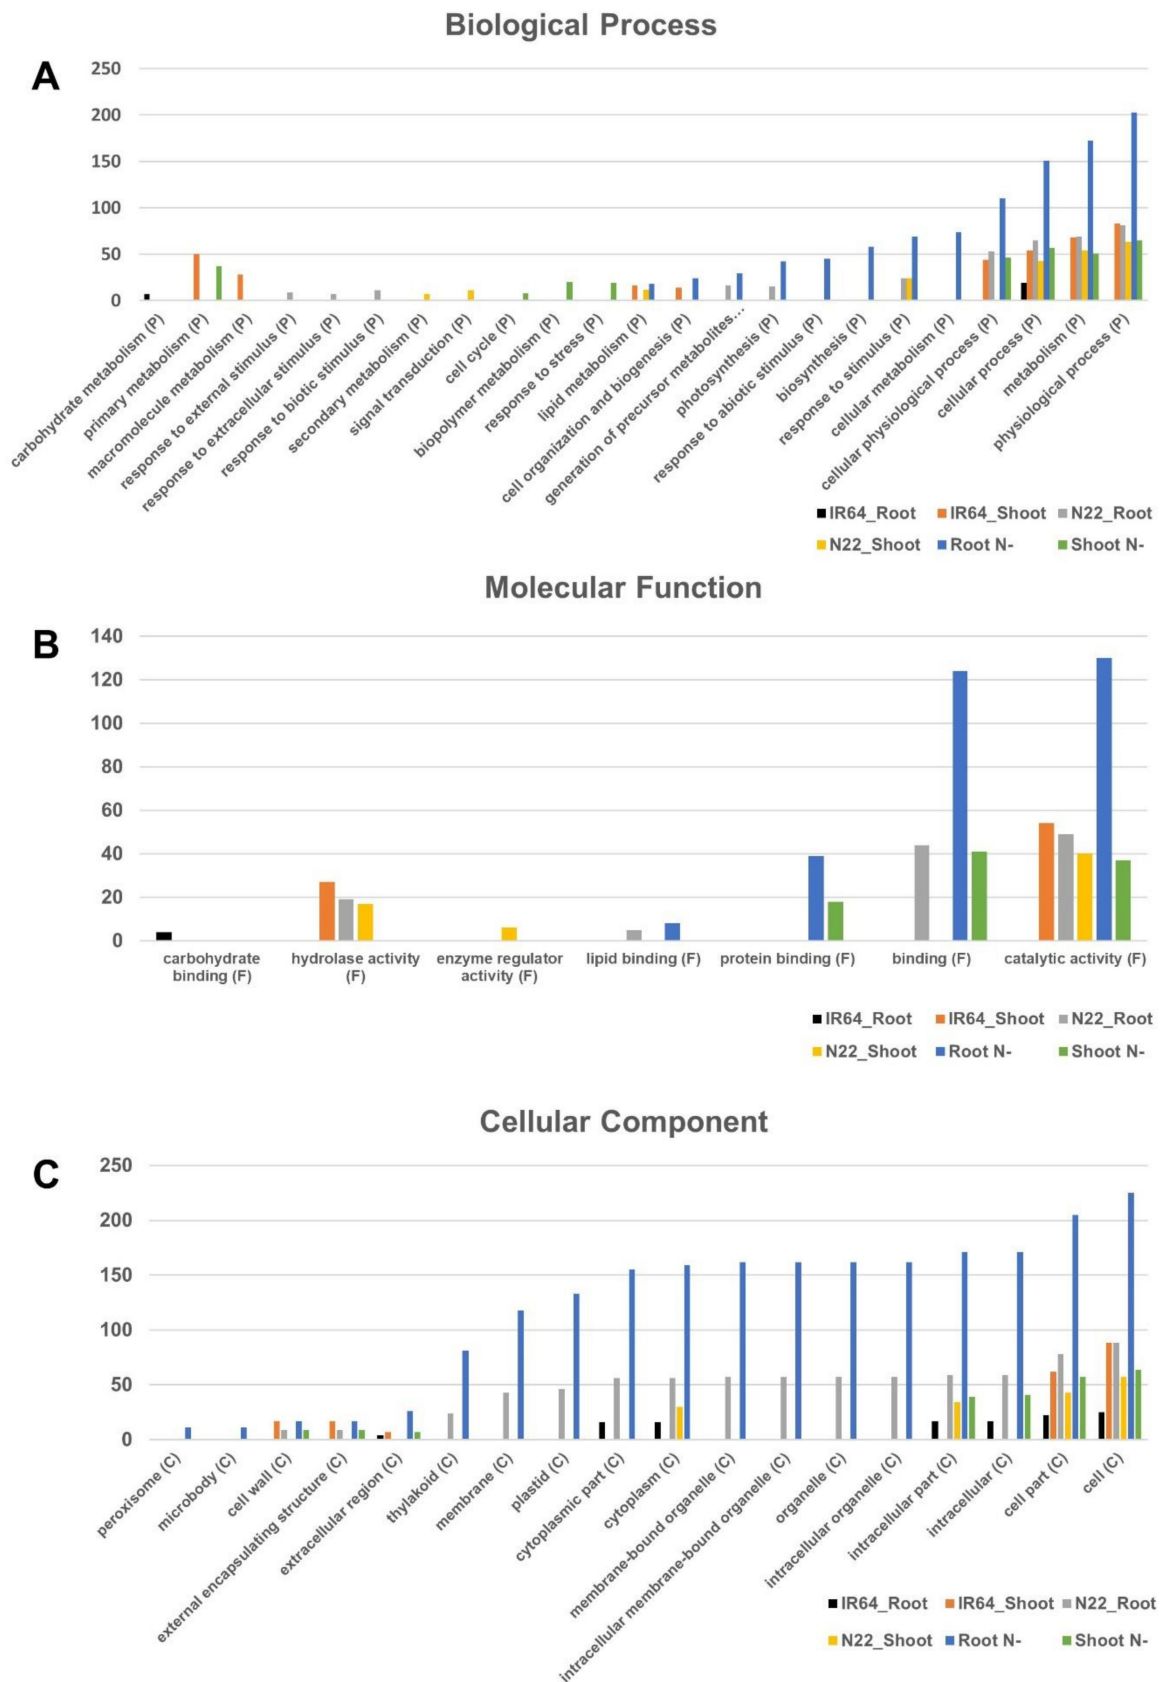 Biological Process
A
250
200
150
100
50
0
carbohydrate metabolism (P)
primary metabolism (P)
macromolecule metabolism (P)
response to external stimulus (P)
response to extracellular stimulus (P)
response to biotic stimulus (P)
secondary metabolism (P)
signal transduction (P)
cell cycle (P)
biopolymer metabolism (P)
response to stress (P)
lipid metabolism (P)
cell organization and biogenesis (P)
generation of precursor metabolites…
photosynthesis (P)
response to abiotic stimulus (P)
biosynthesis (P)
response to stimulus (P)
cellular metabolism (P)
cellular physiological process (P)
cellular process (P)
metabolism (P)
physiological process (P)
IR64_Root IR64_Shoot N22_Root
N22_Shoot Root N- Shoot N-
Molecular Function
B
140
120
100
80
60
40
20
0
carbohydrate binding (F)
hydrolase activity (F)
enzyme regulator activity (F)
lipid binding (F)
protein binding (F)
binding (F)
catalytic activity (F)
IR64_Root IR64_Shoot N22_Root
N22_Shoot Root N- Shoot N-
Cellular Component
C
250
200
150
100
50
0
peroxisome (C)
microbody (C)
cell wall (C)
external encapsulating structure (C)
extracellular region (C)
thylakoid (C)
membrane (C)
plastid (C)
cytoplasmic part (C)
cytoplasm (C)
membrane-bound organelle (C)
intracellular membrane-bound organelle (C)
organelle (C)
intracellular organelle (C)
intracellular part (C)
intracellular (C)
cell part (C)
cell (C)
IR64_Root IR64_Shoot N22_Root
N22_Shoot Root N- Shoot N-